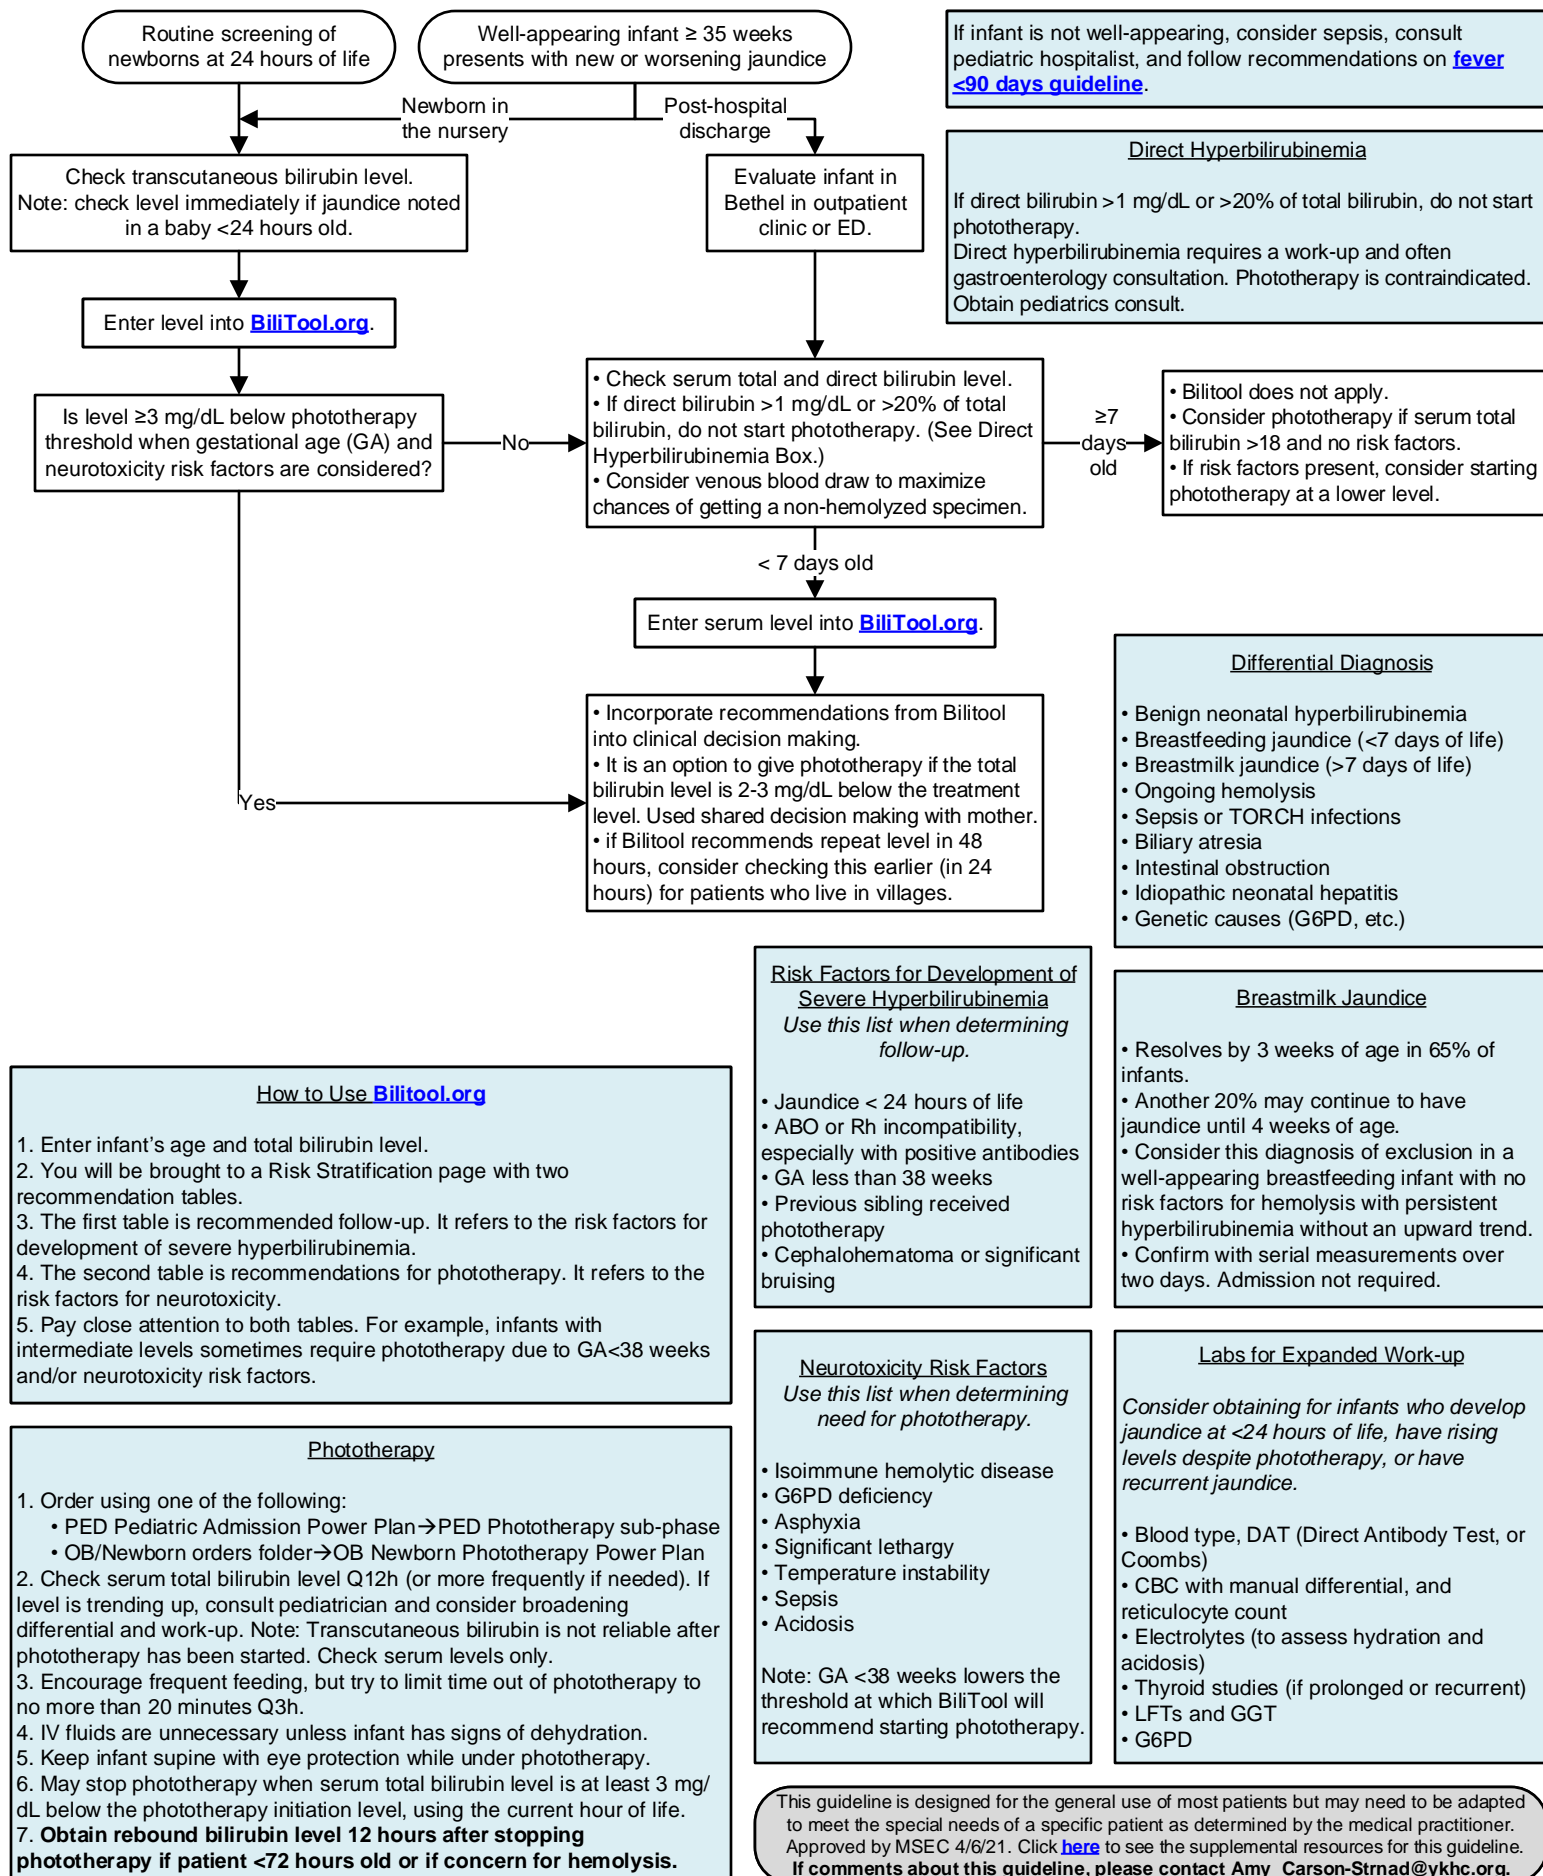 Routine screening of
newborns at 24 hours of life
Well-appearing infant ≥ 35 weeks
presents with new or worsening jaundice
If infant is not well-appearing, consider sepsis, consult
pediatric hospitalist, and follow recommendations on fever
<90 days guideline.
Newborn in
the nursery
Post-hospital
discharge
Direct Hyperbilirubinemia
If direct bilirubin >1 mg/dL or >20% of total bilirubin, do not start
phototherapy.
Direct hyperbilirubinemia requires a work-up and often
gastroenterology consultation. Phototherapy is contraindicated.
Obtain pediatrics consult.
Check transcutaneous bilirubin level.
Note: check level immediately if jaundice noted
in a baby <24 hours old.
Evaluate infant in
Bethel in outpatient
clinic or ED.
Enter level into BiliTool.org.
Is level ≥3 mg/dL below phototherapy
threshold when gestational age (GA) and
neurotoxicity risk factors are considered?
No
• Check serum total and direct bilirubin level.
• If direct bilirubin >1 mg/dL or >20% of total
bilirubin, do not start phototherapy. (See Direct
Hyperbilirubinemia Box.)
• Consider venous blood draw to maximize
chances of getting a non-hemolyzed specimen.
≥7
days
old
• Bilitool does not apply.
• Consider phototherapy if serum total
bilirubin >18 and no risk factors.
• If risk factors present, consider starting
phototherapy at a lower level.
< 7 days old
Enter serum level into BiliTool.org.
Yes
• Incorporate recommendations from Bilitool
into clinical decision making.
• It is an option to give phototherapy if the total
bilirubin level is 2-3 mg/dL below the treatment
level. Used shared decision making with mother.
• if Bilitool recommends repeat level in 48
hours, consider checking this earlier (in 24
hours) for patients who live in villages.
Differential Diagnosis
• Benign neonatal hyperbilirubinemia
• Breastfeeding jaundice (<7 days of life)
• Breastmilk jaundice (>7 days of life)
• Ongoing hemolysis
• Sepsis or TORCH infections
• Biliary atresia
• Intestinal obstruction
• Idiopathic neonatal hepatitis
• Genetic causes (G6PD, etc.)
Risk Factors for Development of
Severe Hyperbilirubinemia
Use this list when determining
follow-up.
• Jaundice < 24 hours of life
• ABO or Rh incompatibility,
especially with positive antibodies
• GA less than 38 weeks
• Previous sibling received
phototherapy
• Cephalohematoma or significant
bruising
Breastmilk Jaundice
• Resolves by 3 weeks of age in 65% of
infants.
• Another 20% may continue to have
jaundice until 4 weeks of age.
• Consider this diagnosis of exclusion in a
well-appearing breastfeeding infant with no
risk factors for hemolysis with persistent
hyperbilirubinemia without an upward trend.
• Confirm with serial measurements over
two days. Admission not required.
How to Use Bilitool.org
1. Enter infant's age and total bilirubin level.
2. You will be brought to a Risk Stratification page with two
recommendation tables.
3. The first table is recommended follow-up. It refers to the risk factors for
development of severe hyperbilirubinemia.
4. The second table is recommendations for phototherapy. It refers to the
risk factors for neurotoxicity.
5. Pay close attention to both tables. For example, infants with
intermediate levels sometimes require phototherapy due to GA<38 weeks
and/or neurotoxicity risk factors.
Neurotoxicity Risk Factors
Use this list when determining
need for phototherapy.
• Isoimmune hemolytic disease
• G6PD deficiency
• Asphyxia
• Significant lethargy
• Temperature instability
• Sepsis
• Acidosis
Note: GA <38 weeks lowers the
threshold at which BiliTool will
recommend starting phototherapy.
Labs for Expanded Work-up
Consider obtaining for infants who develop
jaundice at <24 hours of life, have rising
levels despite phototherapy, or have
recurrent jaundice.
• Blood type, DAT (Direct Antibody Test, or
Coombs)
• CBC with manual differential, and
reticulocyte count
• Electrolytes (to assess hydration and
acidosis)
• Thyroid studies (if prolonged or recurrent)
• LFTs and GGT
• G6PD
Phototherapy
1. Order using one of the following:
• PED Pediatric Admission Power Plan→PED Phototherapy sub-phase
• OB/Newborn orders folder→OB Newborn Phototherapy Power Plan
2. Check serum total bilirubin level Q12h (or more frequently if needed). If
level is trending up, consult pediatrician and consider broadening
differential and work-up. Note: Transcutaneous bilirubin is not reliable after
phototherapy has been started. Check serum levels only.
3. Encourage frequent feeding, but try to limit time out of phototherapy to
no more than 20 minutes Q3h.
4. IV fluids are unnecessary unless infant has signs of dehydration.
5. Keep infant supine with eye protection while under phototherapy.
6. May stop phototherapy when serum total bilirubin level is at least 3 mg/
dL below the phototherapy initiation level, using the current hour of life.
7. Obtain rebound bilirubin level 12 hours after stopping
phototherapy if patient <72 hours old or if concern for hemolysis.
This guideline is designed for the general use of most patients but may need to be adapted
to meet the special needs of a specific patient as determined by the medical practitioner.
Approved by MSEC 4/6/21. Click here to see the supplemental resources for this guideline.
If comments about this guideline, please contact Amy_Carson-Strnad@ykhc.org.